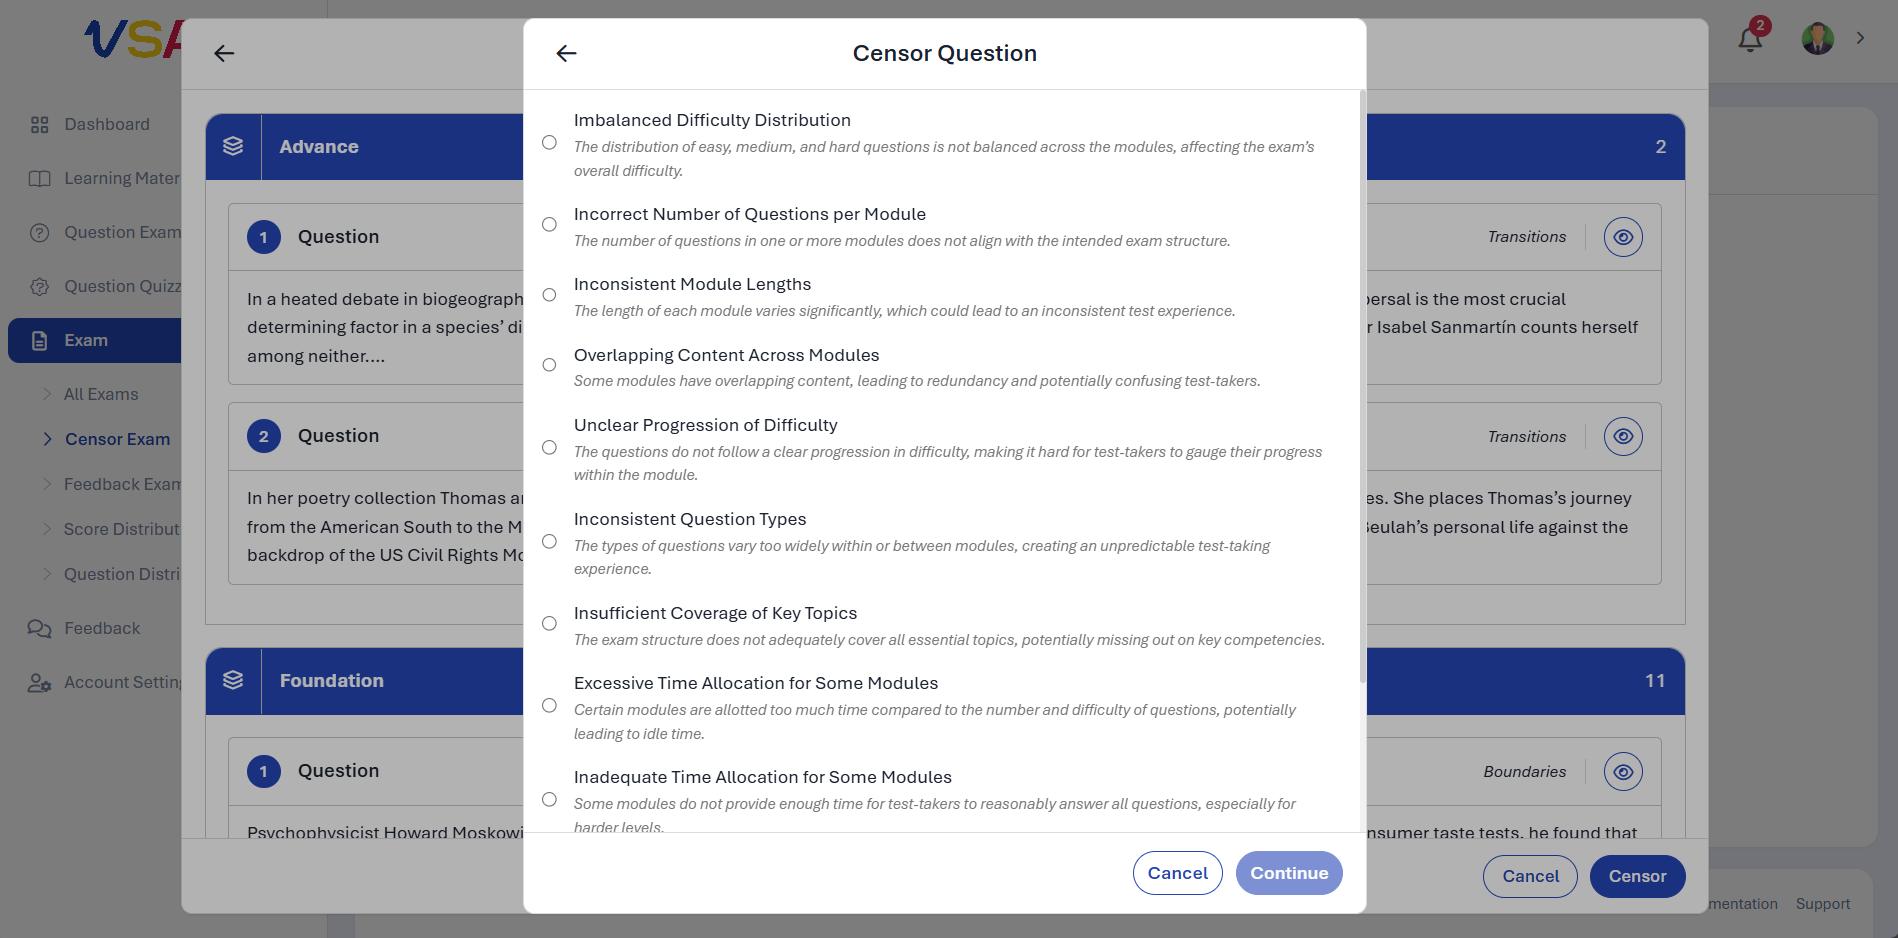 VSA
2
Dashboard
Learning Mater
Question Exam
Question Quizz
Exam
All Exams
Censor Exam
Feedback Exam
Score Distribut
Question Distri
Feedback
Account Setting
Advance
2
1 Question
Transitions
In a heated debate in biogeograph
ersal is the most crucial
determining factor in a species’ di
r Isabel Sanmartín counts herself
among neither....
2 Question
Transitions
In her poetry collection Thomas a
es. She places Thomas’s journey
from the American South to the M
Beulah’s personal life against the
backdrop of the US Civil Rights Mo
Foundation
11
1 Question
Boundaries
Psychophysicist Howard Moskowi
nsumer taste tests, he found that
Cancel
Censor
mentation
Support
Censor Question
Imbalanced Difficulty Distribution
The distribution of easy, medium, and hard questions is not balanced across the modules, affecting the exam’s
overall difficulty.
Incorrect Number of Questions per Module
The number of questions in one or more modules does not align with the intended exam structure.
Inconsistent Module Lengths
The length of each module varies significantly, which could lead to an inconsistent test experience.
Overlapping Content Across Modules
Some modules have overlapping content, leading to redundancy and potentially confusing test-takers.
Unclear Progression of Difficulty
The questions do not follow a clear progression in difficulty, making it hard for test-takers to gauge their progress
within the module.
Inconsistent Question Types
The types of questions vary too widely within or between modules, creating an unpredictable test-taking
experience.
Insufficient Coverage of Key Topics
The exam structure does not adequately cover all essential topics, potentially missing out on key competencies.
Excessive Time Allocation for Some Modules
Certain modules are allotted too much time compared to the number and difficulty of questions, potentially
leading to idle time.
Inadequate Time Allocation for Some Modules
Some modules do not provide enough time for test-takers to reasonably answer all questions, especially for
harder levels.
Cancel
Continue